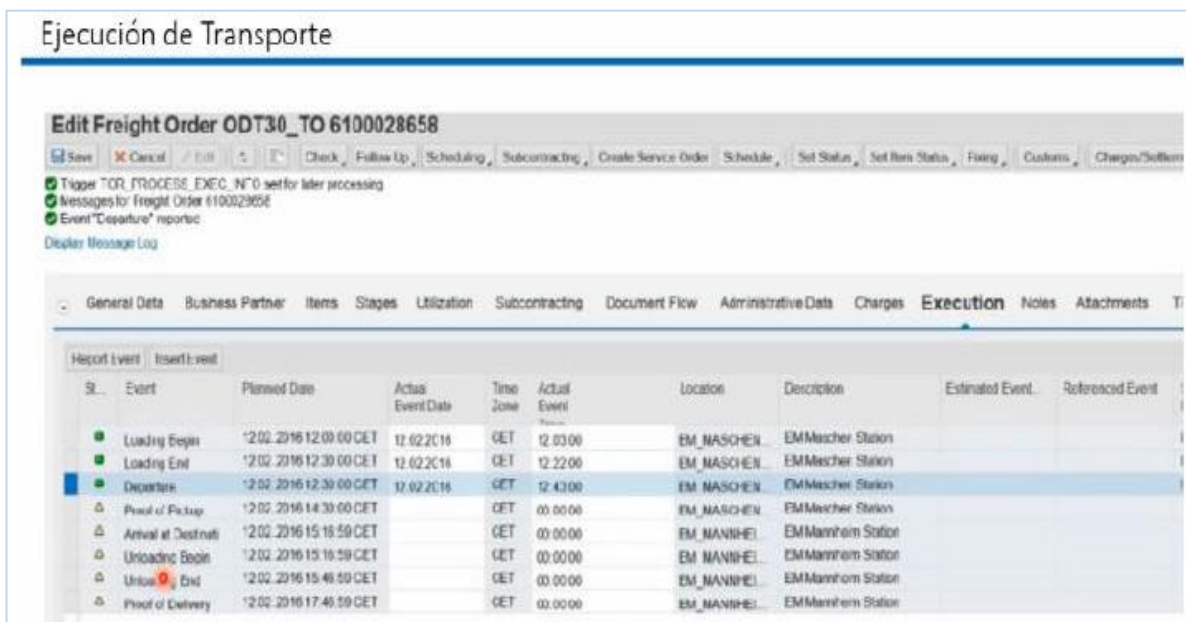 Ejecución de Transporte
Edit Freight Order ODT30_TO 6100028658
Save Cancel Edit Check Follow Up Scheduling Subcontracting Create Service Order Schedule Set Status Set Item Status Fixing Customs Charges/Settlem
Trigger TOR_PROCESS_EXEC_INFO set for later processing
Messages for Freight Order 6100028658
Event "Departure" reported
Display Message Log
General Data Business Partner Items Stages Utilization Subcontracting Document Flow Administrative Data Charges Execution Notes Attachments
Report Event Insert Event
St... Event Planned Date Actual Event Date Time Zone Actual Event Location Description Estimated Event... Referenced Event
Loading Begin 12.02.2016 12:00:00 CET 12.02.2016 CET 12:03:00 EM_MASCHEN... EM Mascher Station
Loading End 12.02.2016 12:30:00 CET 12.02.2016 CET 12:22:00 EM_MASCHEN... EM Mascher Station
Departure 12.02.2016 12:30:00 CET 12.02.2016 CET 12:43:00 EM_MASCHEN... EM Mascher Station
Proof of Pickup 12.02.2016 14:30:00 CET CET 00:00:00 EM_MASCHEN... EM Mascher Station
Arrival at Destinati 12.02.2016 15:16:59 CET CET 00:00:00 EM_MANNHEI... EM Mannheim Station
Unloading Begin 12.02.2016 15:16:59 CET CET 00:00:00 EM_MANNHEI... EM Mannheim Station
End 12.02.2016 15:46:59 CET CET 00:00:00 EM_MANNHEI... EM Mannheim Station
Proof of Delivery 12.02.2016 17:46:59 CET CET 00:00:00 EM_MANNHEI... EM Mannheim Station